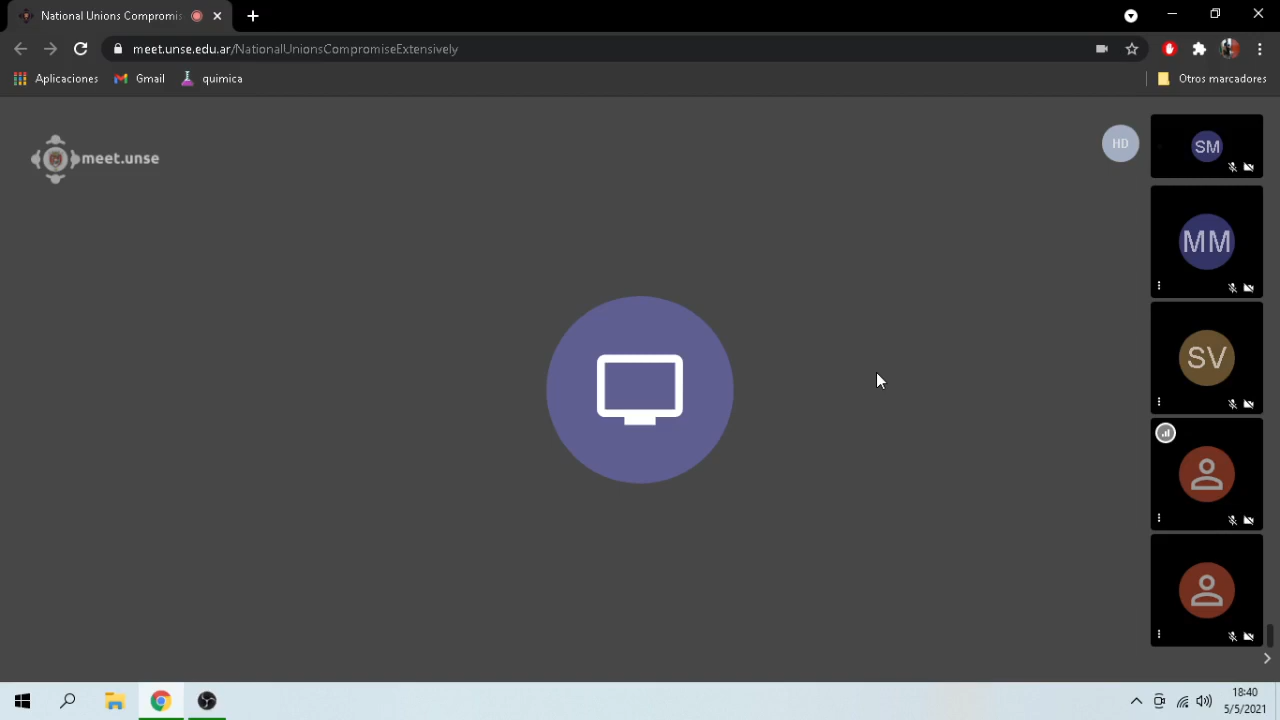 National Unions Compromis
meet.unse.edu.ar/NationalUnionsCompromiseExtensively
Aplicaciones
Gmail
quimica
Otros marcadores
meet.unse
HD
SM
MM
SV
18:40
5/5/2021